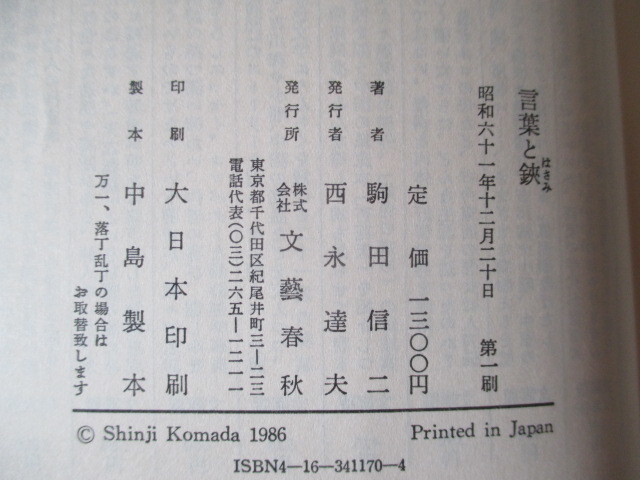 言葉と鋏
はさみ
昭和六十一年十二月二十日　第一刷
定価 一三〇〇円
著者 駒田信二
発行者 西永達夫
発行所 株式会社 文藝春秋
東京都千代田区紀尾井町三—二三
電話代表(〇三)二六五—一二一一
印刷 大日本印刷
製本 中島製本
万一、落丁乱丁の場合は
お取替致します
© Shinji Komada 1986　Printed in Japan
ISBN4—16—341170—4